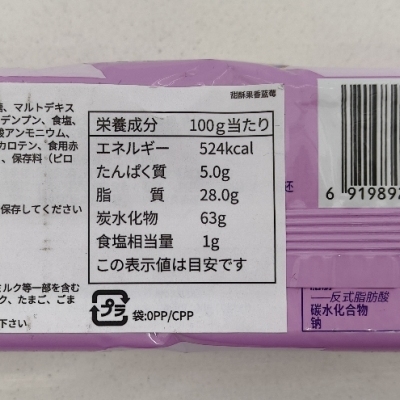 甜酥果香蓝莓
、マルトデキス
デンプン、食塩、
酸アンモニウム、
カロテン、食用赤
、保存料（ピロ
保存してください
ミルク等一部を含む
ク、たまご、ごま
下さい
栄養成分 100g当たり
エネルギー 524kcal
たんぱく質 5.0g
脂 質 28.0g
炭水化物 63g
食塩相当量 1g
この表示値は目安です
プラ
袋:OPP/CPP
还
6 919892
——反式脂肪酸
碳水化合物
钠